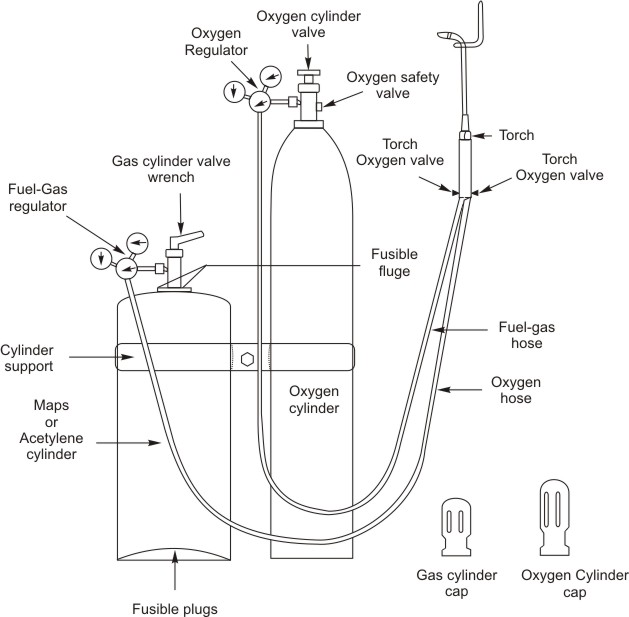 Oxygen cylinder
valve
Oxygen
Regulator
Oxygen safety
valve
Torch
Torch
Oxygen valve
Torch
Oxygen valve
Gas cylinder valve
wrench
Fuel-Gas
regulator
Fusible
fluge
Fuel-gas
hose
Cylinder
support
Oxygen
hose
Oxygen
cylinder
Maps
or
Acetylene
cylinder
Gas cylinder
cap
Oxygen Cylinder
cap
Fusible plugs